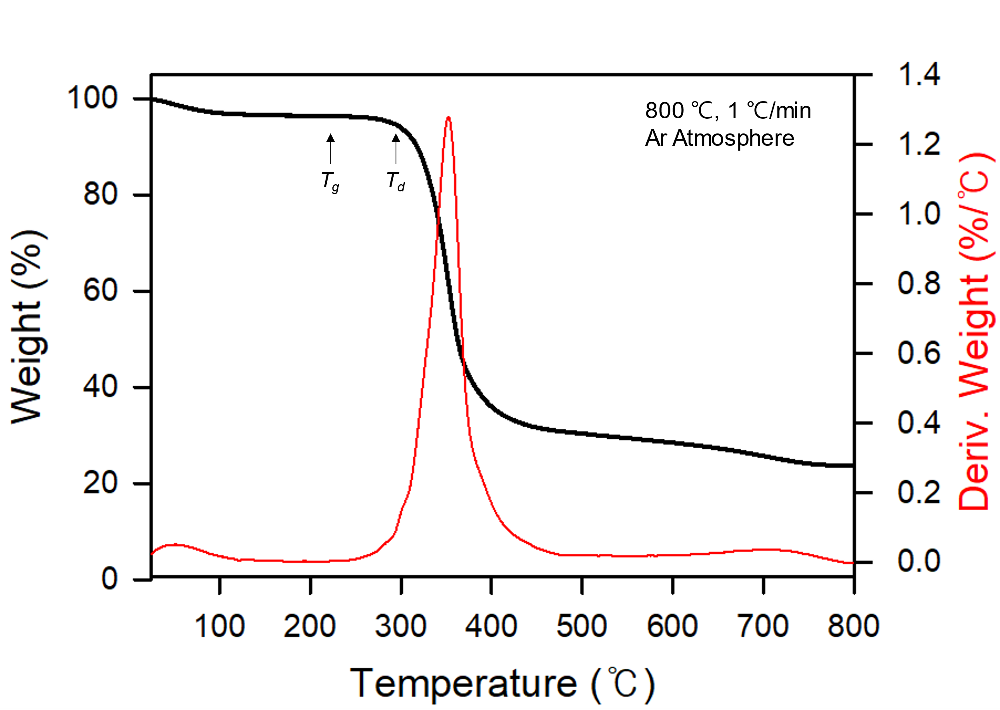 800 ℃, 1 ℃/min
Ar Atmosphere
Tg
Td
Weight (%)
100
80
60
40
20
0
1.4
1.2
1.0
0.8
0.6
0.4
0.2
0.0
Deriv. Weight (%/℃)
100 200 300 400 500 600 700 800
Temperature (℃)